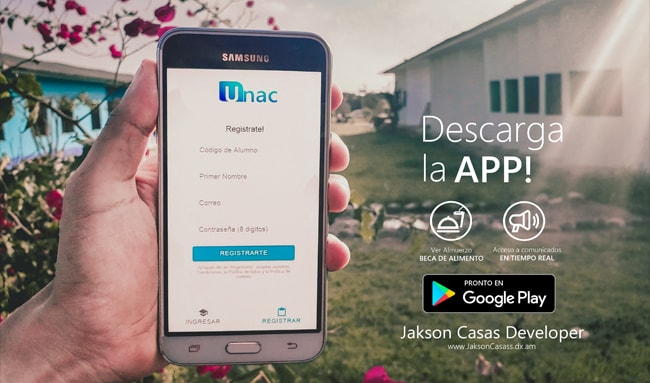 SAMSUNG
Unac
Registrate!
Código de Alumno
Primer Nombre
Correo
Contraseña (8 digitos)
REGISTRARTE
INGRESAR
REGISTRAR
Descarga
la APP!
Ver Almuerzo
BECA DE ALIMENTO
Acceso a comunicados
EN TIEMPO REAL
PRONTO EN
Google Play
Jakson Casas Developer
www.JaksonCasass.dx.am